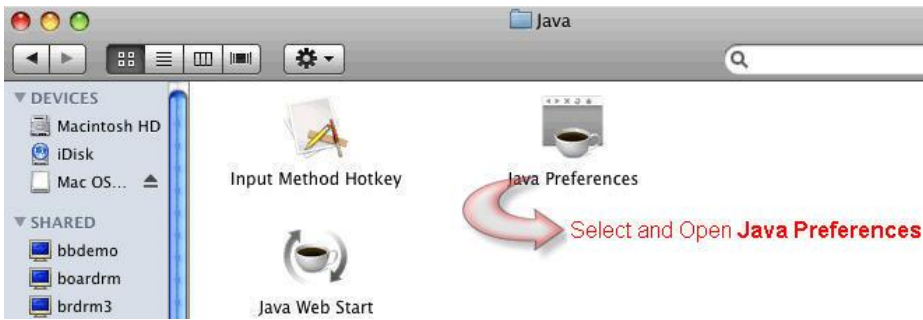 Java
DEVICES
Macintosh HD
iDisk
Mac OS...
SHARED
bbdemo
boardrm
brdrm3
Input Method Hotkey
Java Preferences
Select and Open Java Preferences
Java Web Start